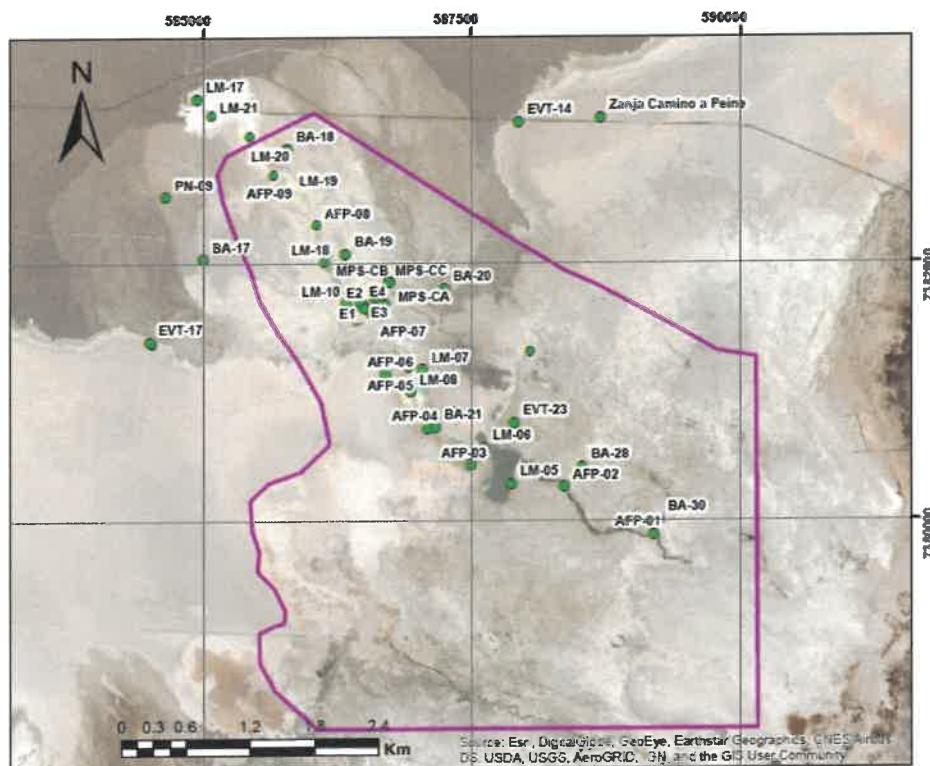 585000
587500
590000
N
LM-17
LM-21
EVT-14
Zanja Camino a Peine
BA-18
LM-20
PN-09
LM-19
AFP-09
AFP-08
BA-17
LM-18
BA-19
7382500
MPS-CB
MPS-CC
BA-20
LM-10
E2
E4
MPS-CA
E1
E3
AFP-07
EVT-17
AFP-06
LM-07
AFP-05
LM-08
AFP-04
BA-21
EVT-23
LM-06
AFP-03
BA-28
LM-05
AFP-02
BA-30
AFP-01
7380000
0 0.3 0.6 1.2 1.8 2.4
Km
Source: Esri, DigitalGlobe, GeoEye, Earthstar Geographics, CNES/Airbus
DS, USDA, USGS, AeroGRID, IGN, and the GIS User Community